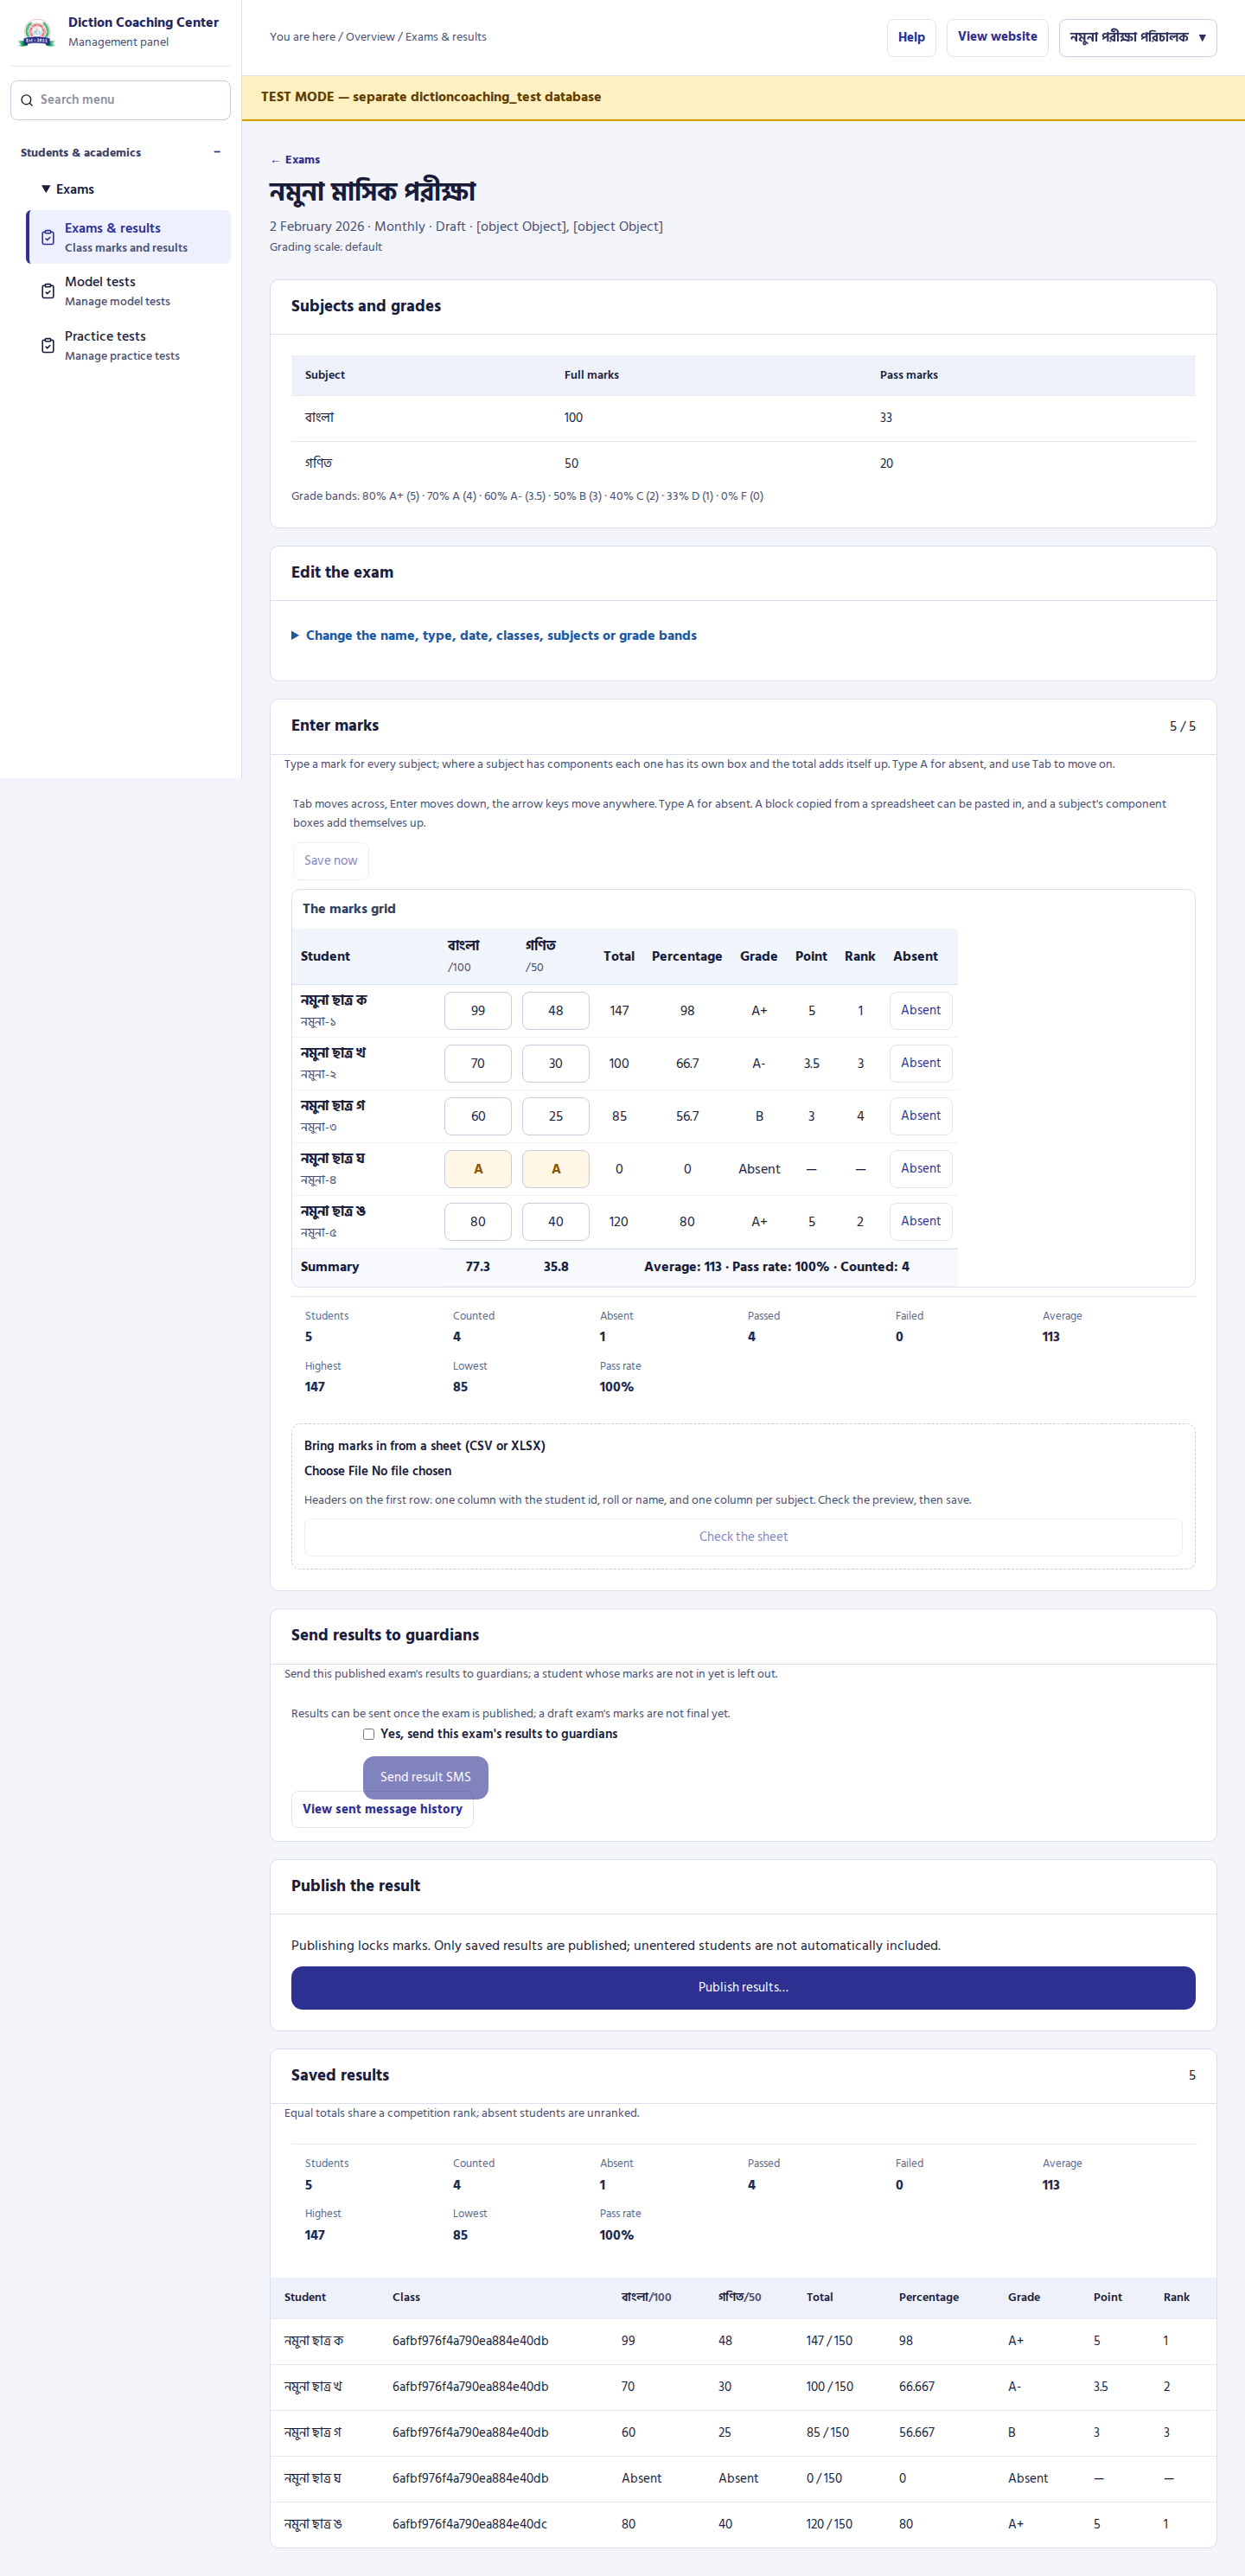 Diction Coaching Center
Management panel
Search menu
Students & academics −
▼ Exams
Exams & results
Class marks and results
Model tests
Manage model tests
Practice tests
Manage practice tests
You are here / Overview / Exams & results
Help
View website
নমুনা পরীক্ষা পরিচালক ▼
TEST MODE — separate dictioncoaching_test database
← Exams
নমুনা মাসিক পরীক্ষা
2 February 2026 · Monthly · Draft · [object Object], [object Object]
Grading scale: default
Subjects and grades
Subject Full marks Pass marks
বাংলা 100 33
গণিত 50 20
Grade bands: 80% A+ (5) · 70% A (4) · 60% A- (3.5) · 50% B (3) · 40% C (2) · 33% D (1) · 0% F (0)
Edit the exam
▶ Change the name, type, date, classes, subjects or grade bands
Enter marks 5 / 5
Type a mark for every subject; where a subject has components each one has its own box and the total adds itself up. Type A for absent, and use Tab to move on.
Tab moves across, Enter moves down, the arrow keys move anywhere. Type A for absent. A block copied from a spreadsheet can be pasted in, and a subject's component
boxes add themselves up.
Save now
The marks grid
Student বাংলা /100 গণিত /50 Total Percentage Grade Point Rank Absent
নমুনা ছাত্র ক 99 48 147 98 A+ 5 1 Absent
নমুনা-১
নমুনা ছাত্র খ 70 30 100 66.7 A- 3.5 3 Absent
নমুনা-২
নমুনা ছাত্র গ 60 25 85 56.7 B 3 4 Absent
নমুনা-৩
নমুনা ছাত্র ঘ A A 0 0 Absent — — Absent
নমুনা-৪
নমুনা ছাত্র ঙ 80 40 120 80 A+ 5 2 Absent
নমুনা-৫
Summary 77.3 35.8 Average: 113 · Pass rate: 100% · Counted: 4
Students Counted Absent Passed Failed Average
5 4 1 4 0 113
Highest Lowest Pass rate
147 85 100%
Bring marks in from a sheet (CSV or XLSX)
Choose File No file chosen
Headers on the first row: one column with the student id, roll or name, and one column per subject. Check the preview, then save.
Check the sheet
Send results to guardians
Send this published exam's results to guardians; a student whose marks are not in yet is left out.
Results can be sent once the exam is published; a draft exam's marks are not final yet.
Yes, send this exam's results to guardians
Send result SMS
View sent message history
Publish the result
Publishing locks marks. Only saved results are published; unentered students are not automatically included.
Publish results…
Saved results 5
Equal totals share a competition rank; absent students are unranked.
Students Counted Absent Passed Failed Average
5 4 1 4 0 113
Highest Lowest Pass rate
147 85 100%
Student Class বাংলা/100 গণিত/50 Total Percentage Grade Point Rank
নমুনা ছাত্র ক 6afbf976f4a790ea884e40db 99 48 147 / 150 98 A+ 5 1
নমুনা ছাত্র খ 6afbf976f4a790ea884e40db 70 30 100 / 150 66.667 A- 3.5 2
নমুনা ছাত্র গ 6afbf976f4a790ea884e40db 60 25 85 / 150 56.667 B 3 3
নমুনা ছাত্র ঘ 6afbf976f4a790ea884e40db Absent Absent 0 / 150 0 Absent — —
নমুনা ছাত্র ঙ 6afbf976f4a790ea884e40dc 80 40 120 / 150 80 A+ 5 1